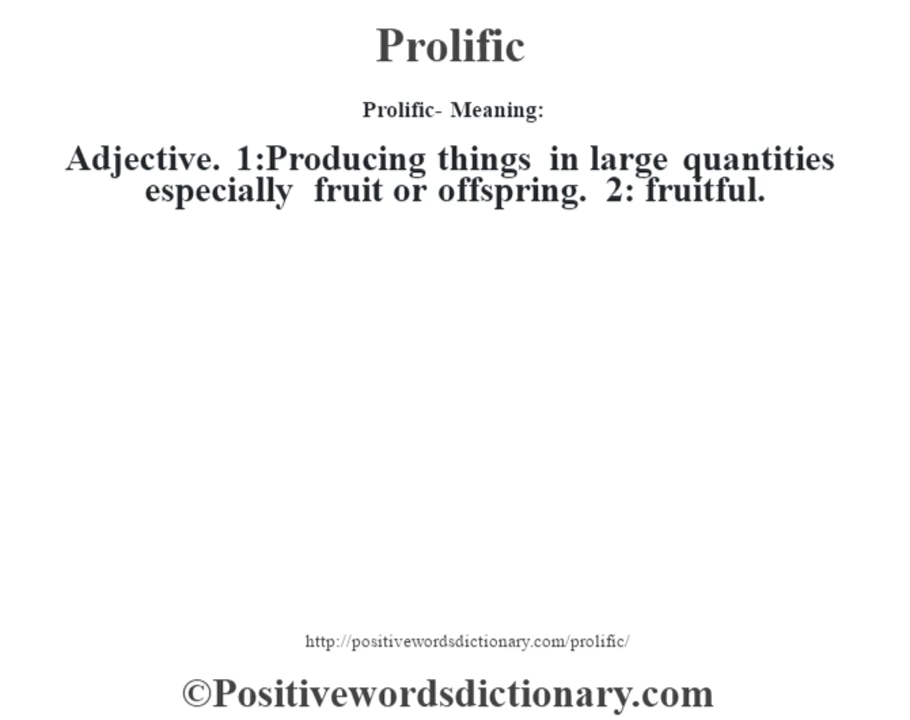 Prolific
Prolific- Meaning:
Adjective. 1:Producing things in large quantities
especially fruit or offspring. 2: fruitful.
http://positivewordsdictionary.com/prolific/
©Positivewordsdictionary.com